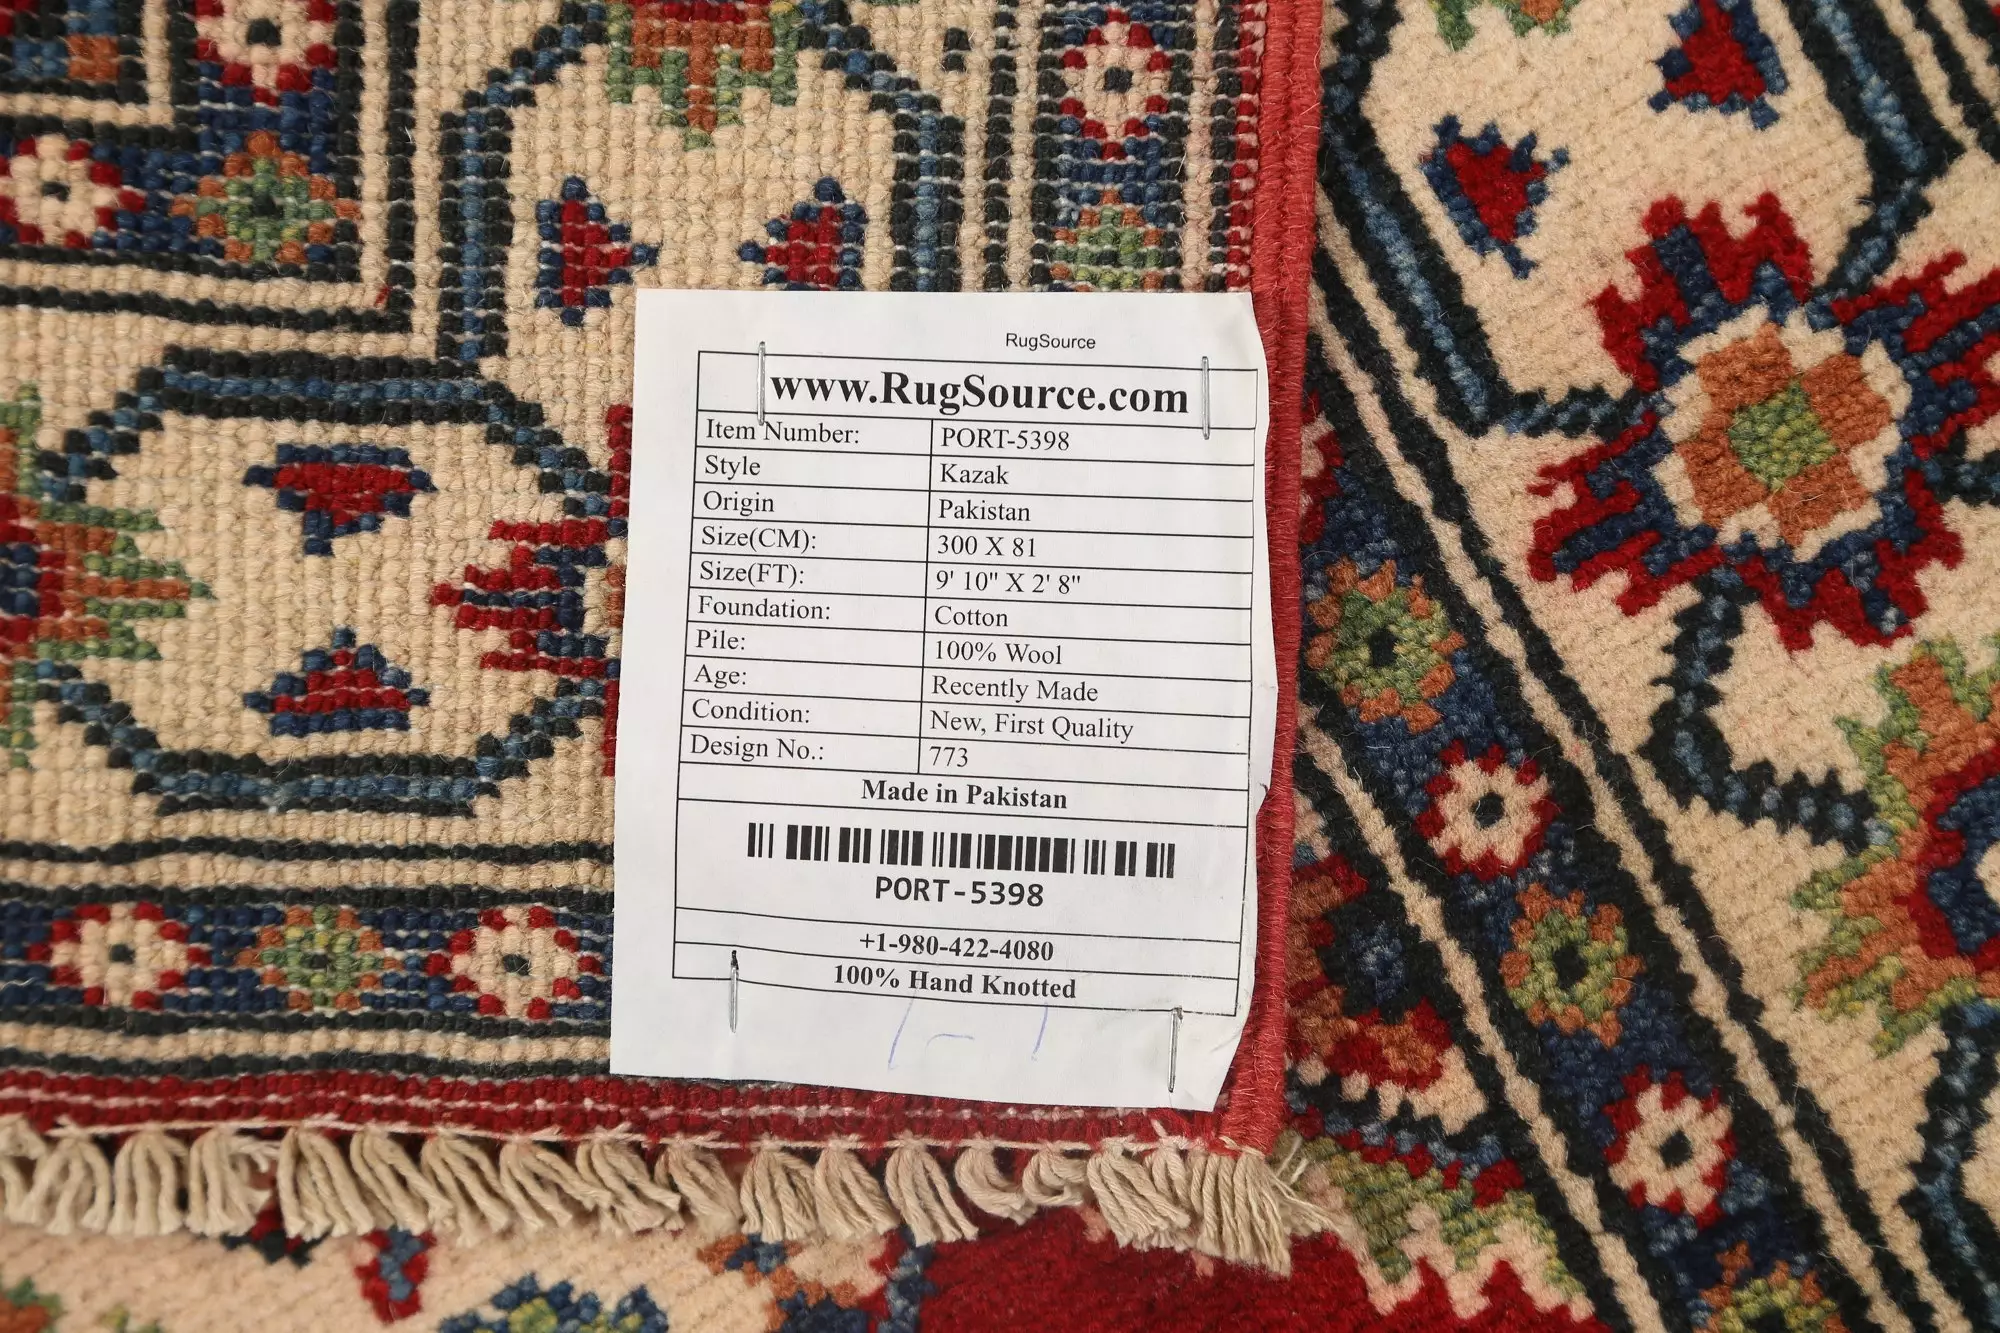 RugSource
www.RugSource.com
Item Number: PORT-5398
Style Kazak
Origin Pakistan
Size(CM): 300 X 81
Size(FT): 9' 10" X 2' 8"
Foundation: Cotton
Pile: 100% Wool
Age: Recently Made
Condition: New, First Quality
Design No.: 773
Made in Pakistan
PORT-5398
+1-980-422-4080
100% Hand Knotted